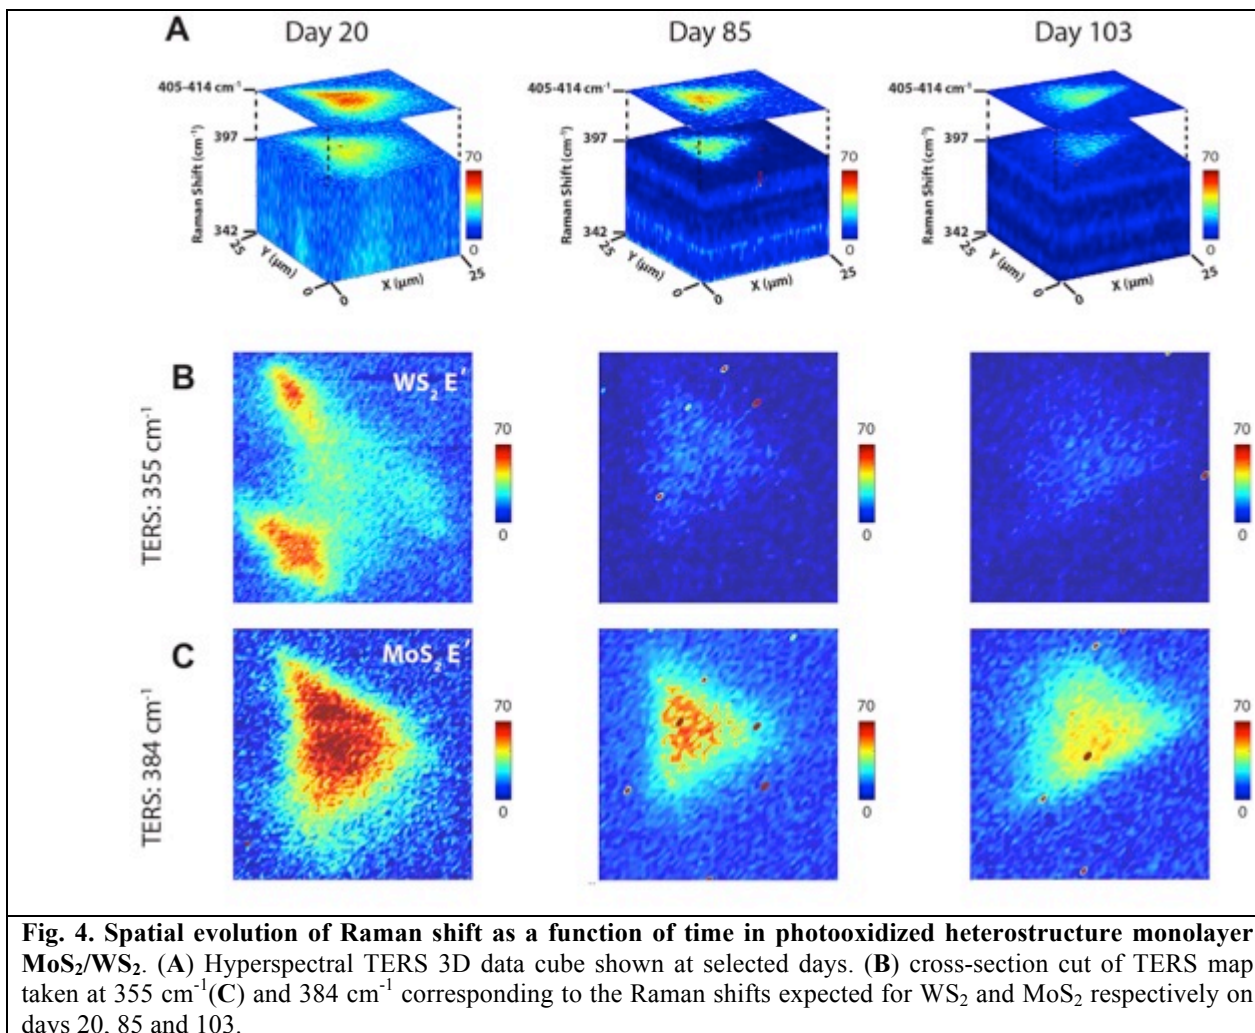 A
Day 20
Day 85
Day 103
405-414 cm⁻¹
397
342
Raman Shift (cm⁻¹)
25
Y (μm)
0
0
X (μm)
25
70
0
405-414 cm⁻¹
397
342
Raman Shift (cm⁻¹)
25
Y (μm)
0
0
X (μm)
25
70
0
405-414 cm⁻¹
397
342
Raman Shift (cm⁻¹)
25
Y (μm)
0
0
X (μm)
25
70
0
B
TERS: 355 cm⁻¹
WS₂ E′
70
0
70
0
70
0
C
TERS: 384 cm⁻¹
MoS₂ E′
70
0
70
0
70
0
Fig. 4. Spatial evolution of Raman shift as a function of time in photooxidized heterostructure monolayer
MoS₂/WS₂. (A) Hyperspectral TERS 3D data cube shown at selected days. (B) cross-section cut of TERS map
taken at 355 cm⁻¹(C) and 384 cm⁻¹ corresponding to the Raman shifts expected for WS₂ and MoS₂ respectively on
days 20, 85 and 103.